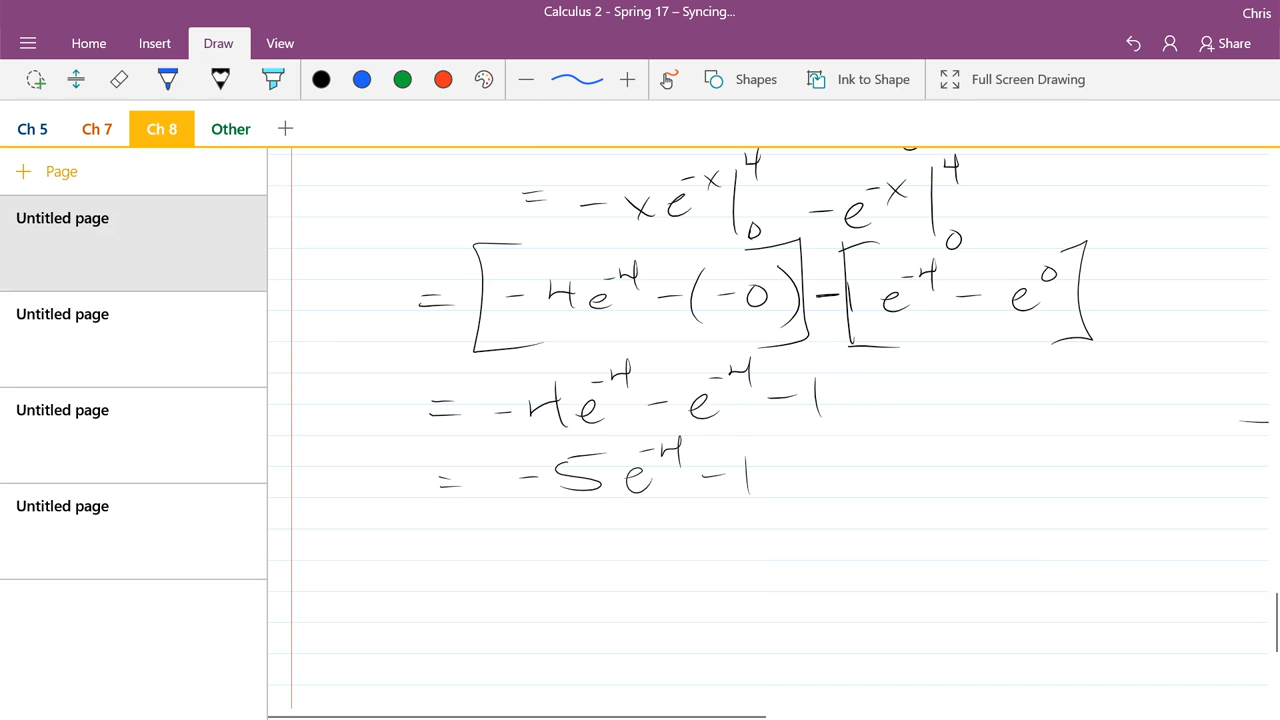 Calculus 2 - Spring 17 – Syncing...
Chris
Home Insert Draw View
Share
Shapes Ink to Shape Full Screen Drawing
Ch 5 Ch 7 Ch 8 Other
Page
Untitled page
Untitled page
Untitled page
Untitled page
= -xe^{-x}|_0^4 - e^{-x}|_0^4
= [-4e^{-4} - (-0)] - [e^{-4} - e^0]
= -4e^{-4} - e^{-4} - 1
= -5e^{-4} - 1